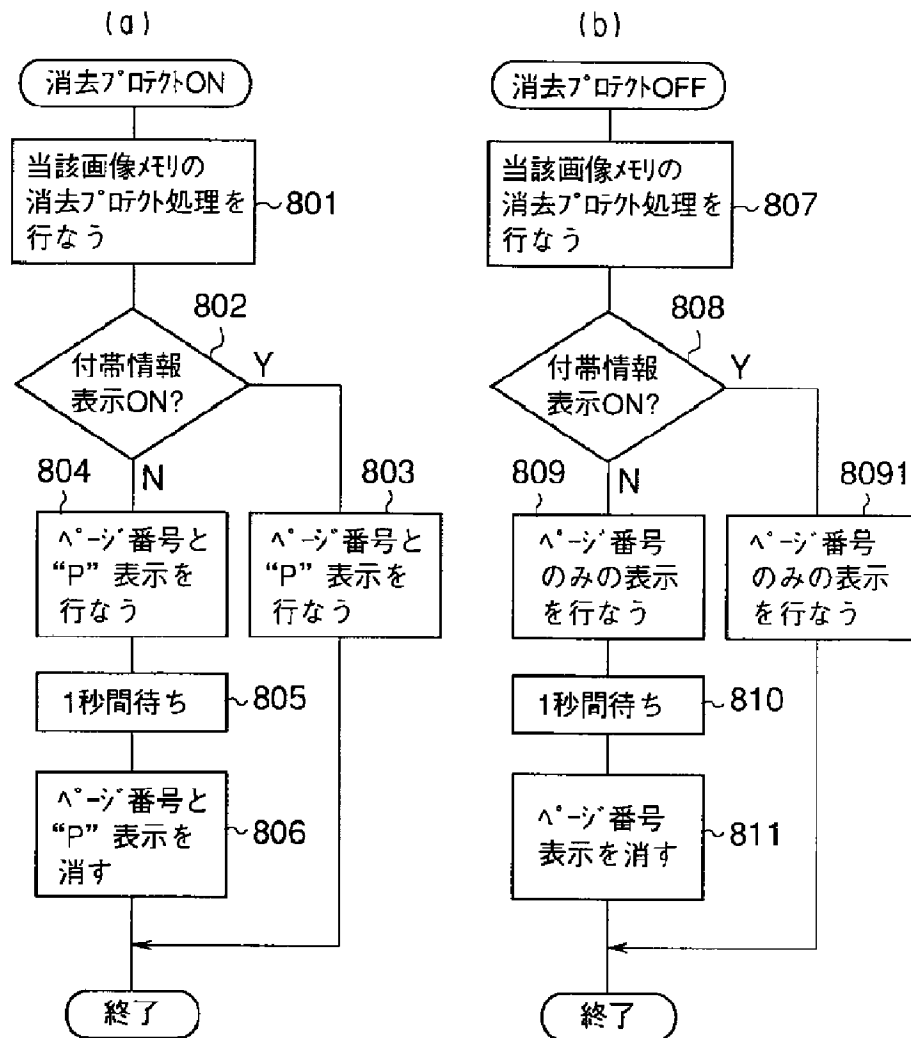 (a)
消去プロテクトON
当該画像メモリの
消去プロテクト処理を
行なう
801
802
付帯情報
表示ON?
Y
N
804
ページ番号と
“P” 表示を
行なう
803
ページ番号と
“P” 表示を
行なう
1秒間待ち
805
ページ番号と
“P” 表示を
消す
806
終了
(b)
消去プロテクトOFF
当該画像メモリの
消去プロテクト処理を
行なう
807
808
付帯情報
表示ON?
Y
N
809
ページ番号
のみの表示
を行なう
8091
ページ番号
のみの表示
を行なう
1秒間待ち
810
ページ番号
表示を消す
811
終了